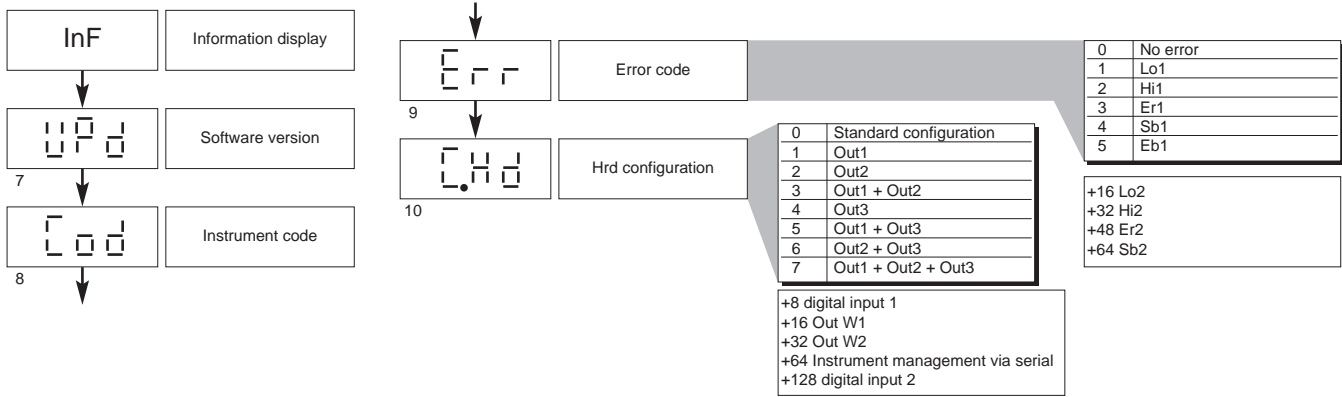 InF
Information display
UPd
Software version
7
Cod
Instrument code
8
Err
Error code
9
C.Hd
Hrd configuration
10
0 Standard configuration
1 Out1
2 Out2
3 Out1 + Out2
4 Out3
5 Out1 + Out3
6 Out2 + Out3
7 Out1 + Out2 + Out3
+8 digital input 1
+16 Out W1
+32 Out W2
+64 Instrument management via serial
+128 digital input 2
0 No error
1 Lo1
2 Hi1
3 Er1
4 Sb1
5 Eb1
+16 Lo2
+32 Hi2
+48 Er2
+64 Sb2